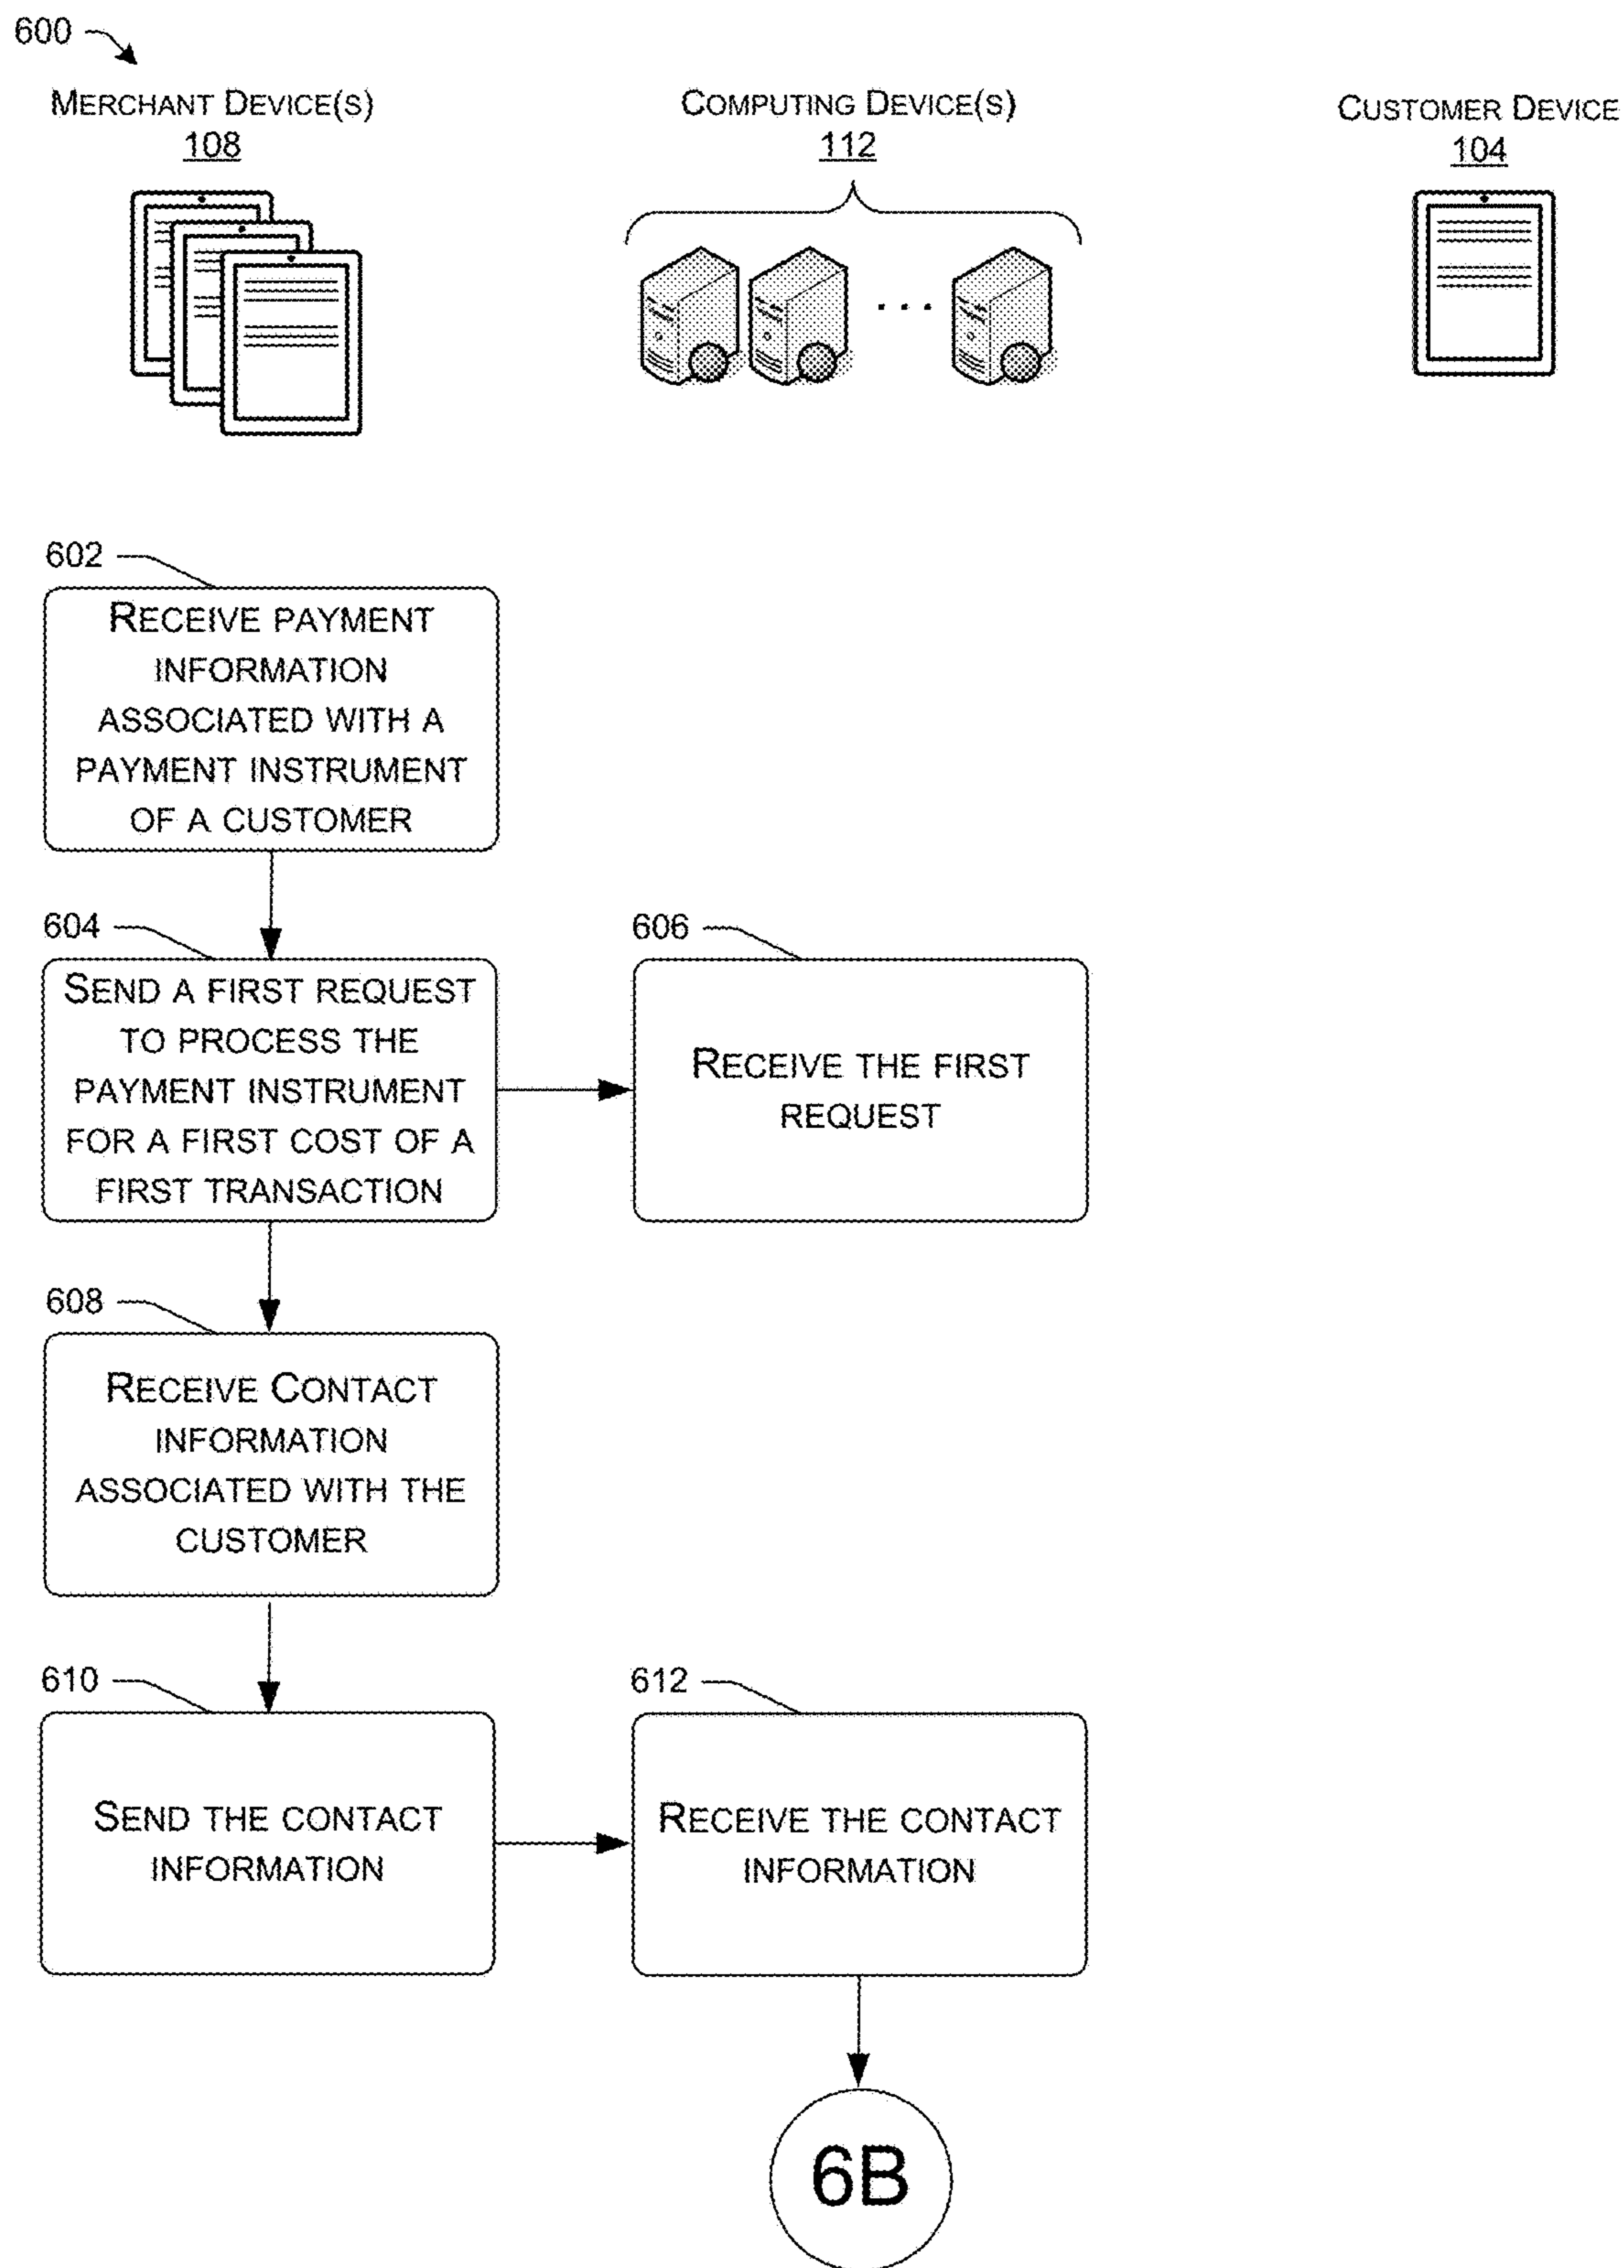 600
MERCHANT DEVICE(S)
108
COMPUTING DEVICE(S)
112
CUSTOMER DEVICE
104
602
RECEIVE PAYMENT
INFORMATION
ASSOCIATED WITH A
PAYMENT INSTRUMENT
OF A CUSTOMER
604
SEND A FIRST REQUEST
TO PROCESS THE
PAYMENT INSTRUMENT
FOR A FIRST COST OF A
FIRST TRANSACTION
606
RECEIVE THE FIRST
REQUEST
608
RECEIVE CONTACT
INFORMATION
ASSOCIATED WITH THE
CUSTOMER
610
SEND THE CONTACT
INFORMATION
612
RECEIVE THE CONTACT
INFORMATION
6B